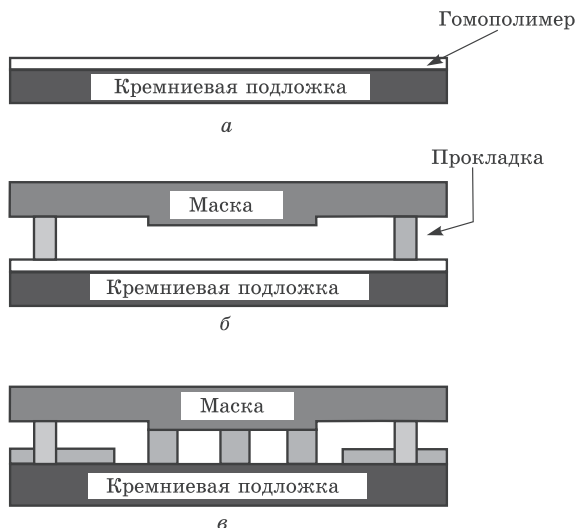 Гомополимер
Кремниевая подложка
а
Прокладка
Маска
Кремниевая подложка
б
Маска
Кремниевая подложка
в